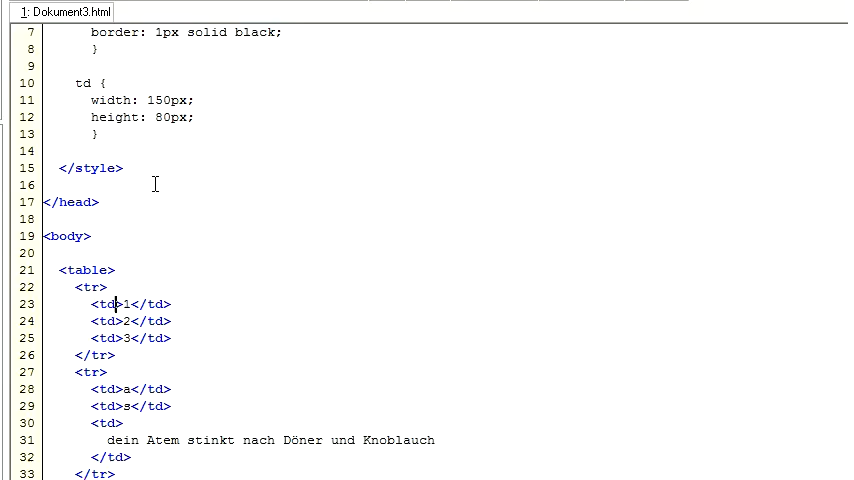 1: Dokument3.html
7 border: 1px solid black;
8 }
9
10 td {
11 width: 150px;
12 height: 80px;
13 }
14
15 </style>
16
17 </head>
18
19 <body>
20
21 <table>
22 <tr>
23 <td>1</td>
24 <td>2</td>
25 <td>3</td>
26 </tr>
27 <tr>
28 <td>a</td>
29 <td>s</td>
30 <td>
31 dein Atem stinkt nach Döner und Knoblauch
32 </td>
33 </tr>